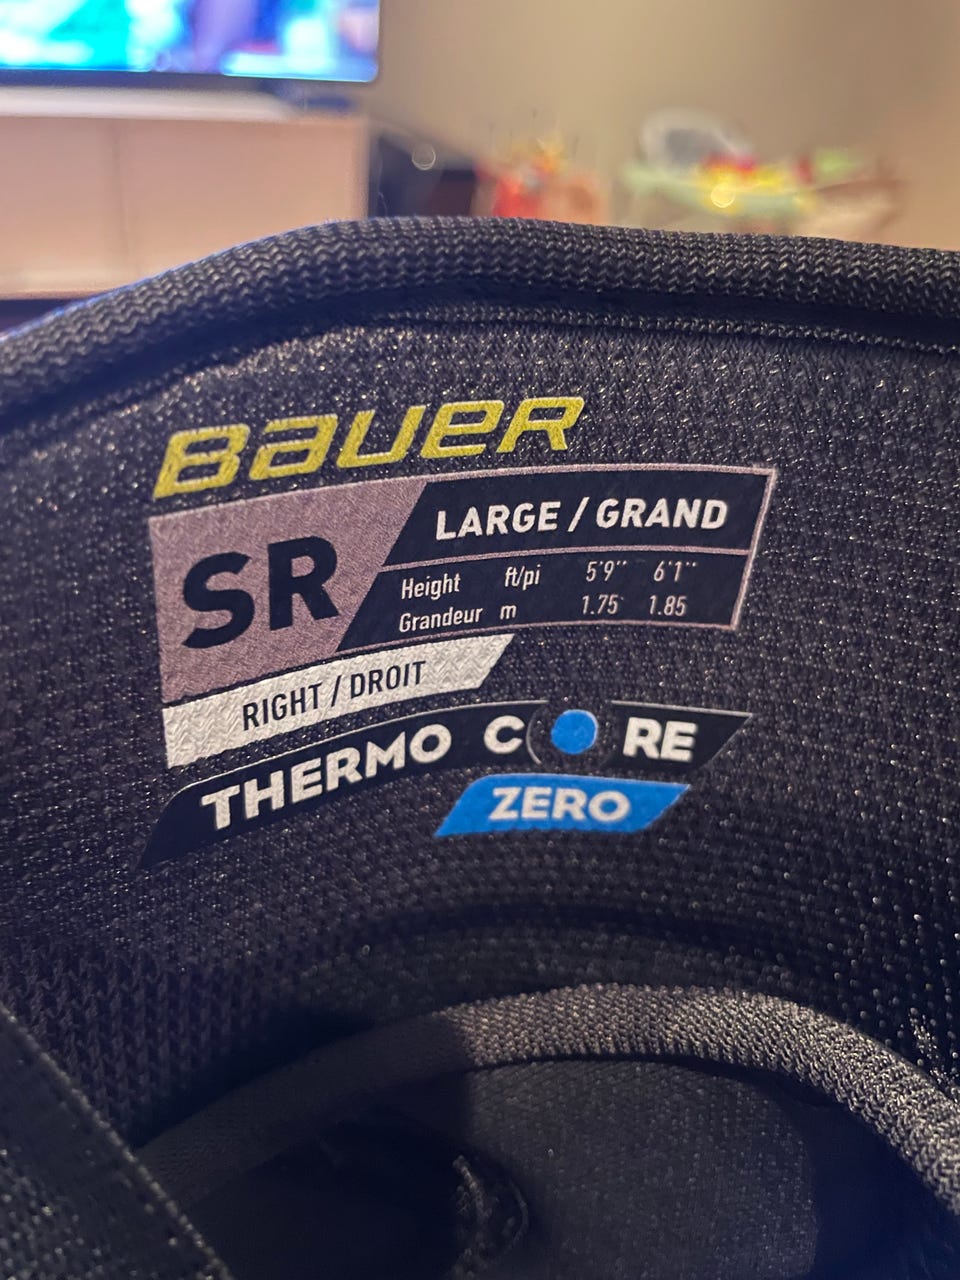 BAUER
SR
LARGE / GRAND
Height ft/pi 5'9" 6'1"
Grandeur m 1.75 1.85
RIGHT / DROIT
THERMO CORE
ZERO